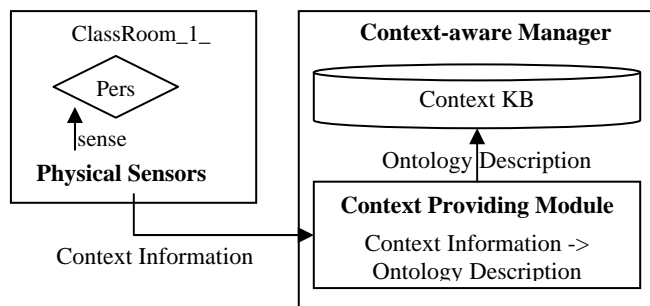 ClassRoom_1_
Pers
sense
Physical Sensors
Context Information
Context-aware Manager
Context KB
Ontology Description
Context Providing Module
Context Information ->
Ontology Description